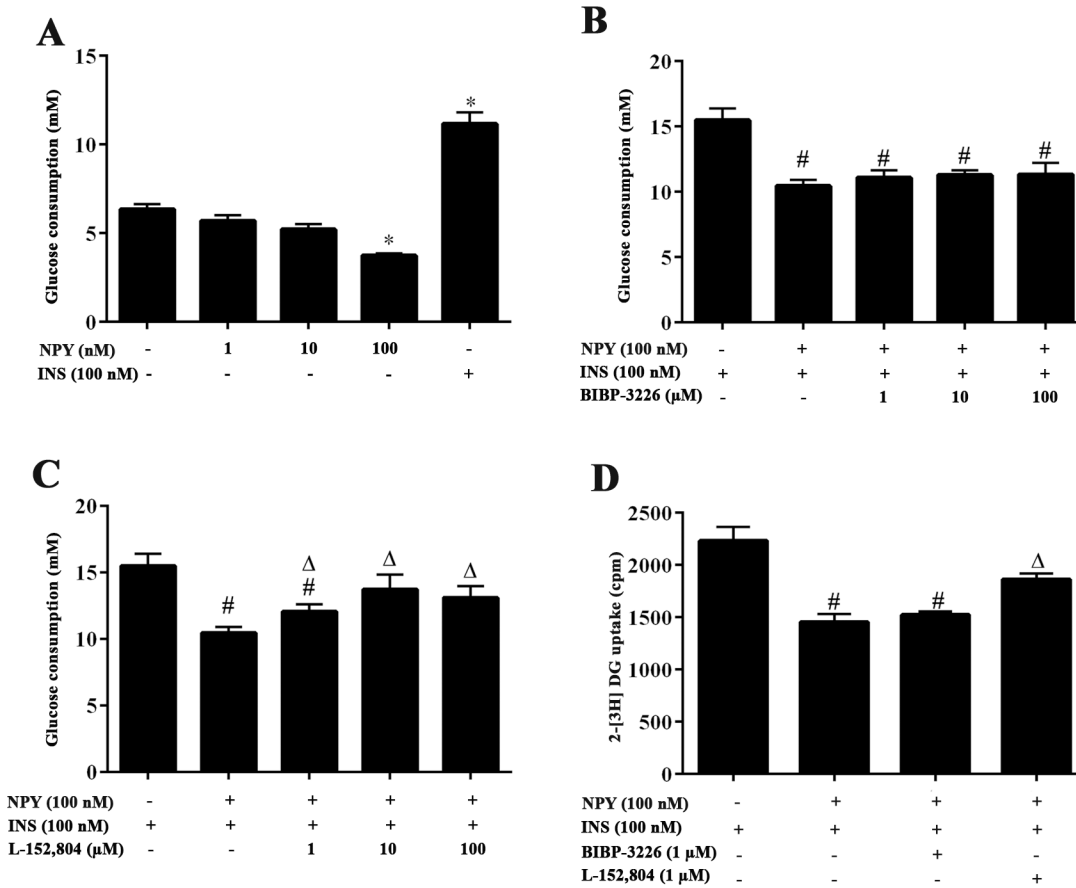 A
Glucose consumption (mM)
15
10
5
0
*
*
NPY (nM) - 1 10 100 -
INS (100 nM) - - - - +
B
Glucose consumption (mM)
20
15
10
5
0
# # # #
NPY (100 nM) - + + + +
INS (100 nM) + + + + +
BIBP-3226 (μM) - - 1 10 100
C
Glucose consumption (mM)
20
15
10
5
0
Δ Δ Δ
# #
NPY (100 nM) - + + + +
INS (100 nM) + + + + +
L-152,804 (μM) - - 1 10 100
D
2-[3H] DG uptake (cpm)
2500
2000
1500
1000
500
0
Δ
# #
NPY (100 nM) - + + +
INS (100 nM) + + + +
BIBP-3226 (1 μM) - - + -
L-152,804 (1 μM) - - - +